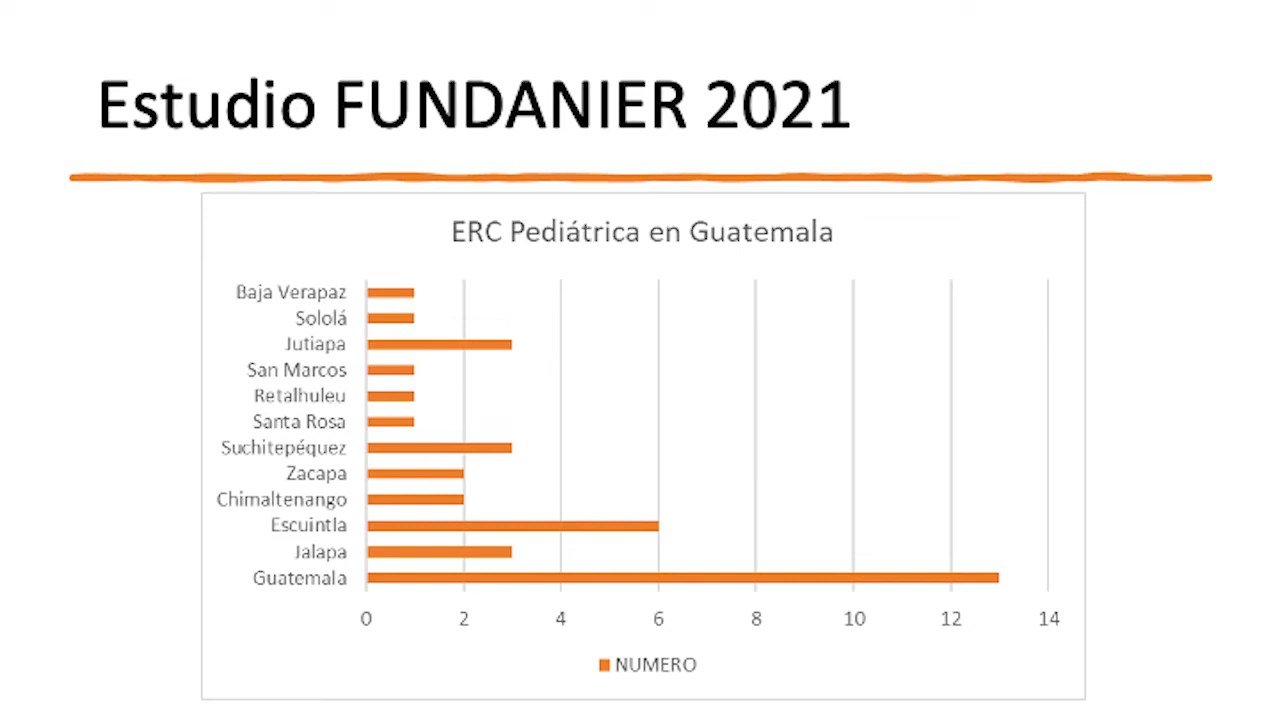 Estudio FUNDANIER 2021
ERC Pediátrica en Guatemala
Baja Verapaz
Sololá
Jutiapa
San Marcos
Retalhuleu
Santa Rosa
Suchitepéquez
Zacapa
Chimaltenango
Escuintla
Jalapa
Guatemala
0 2 4 6 8 10 12 14
NUMERO